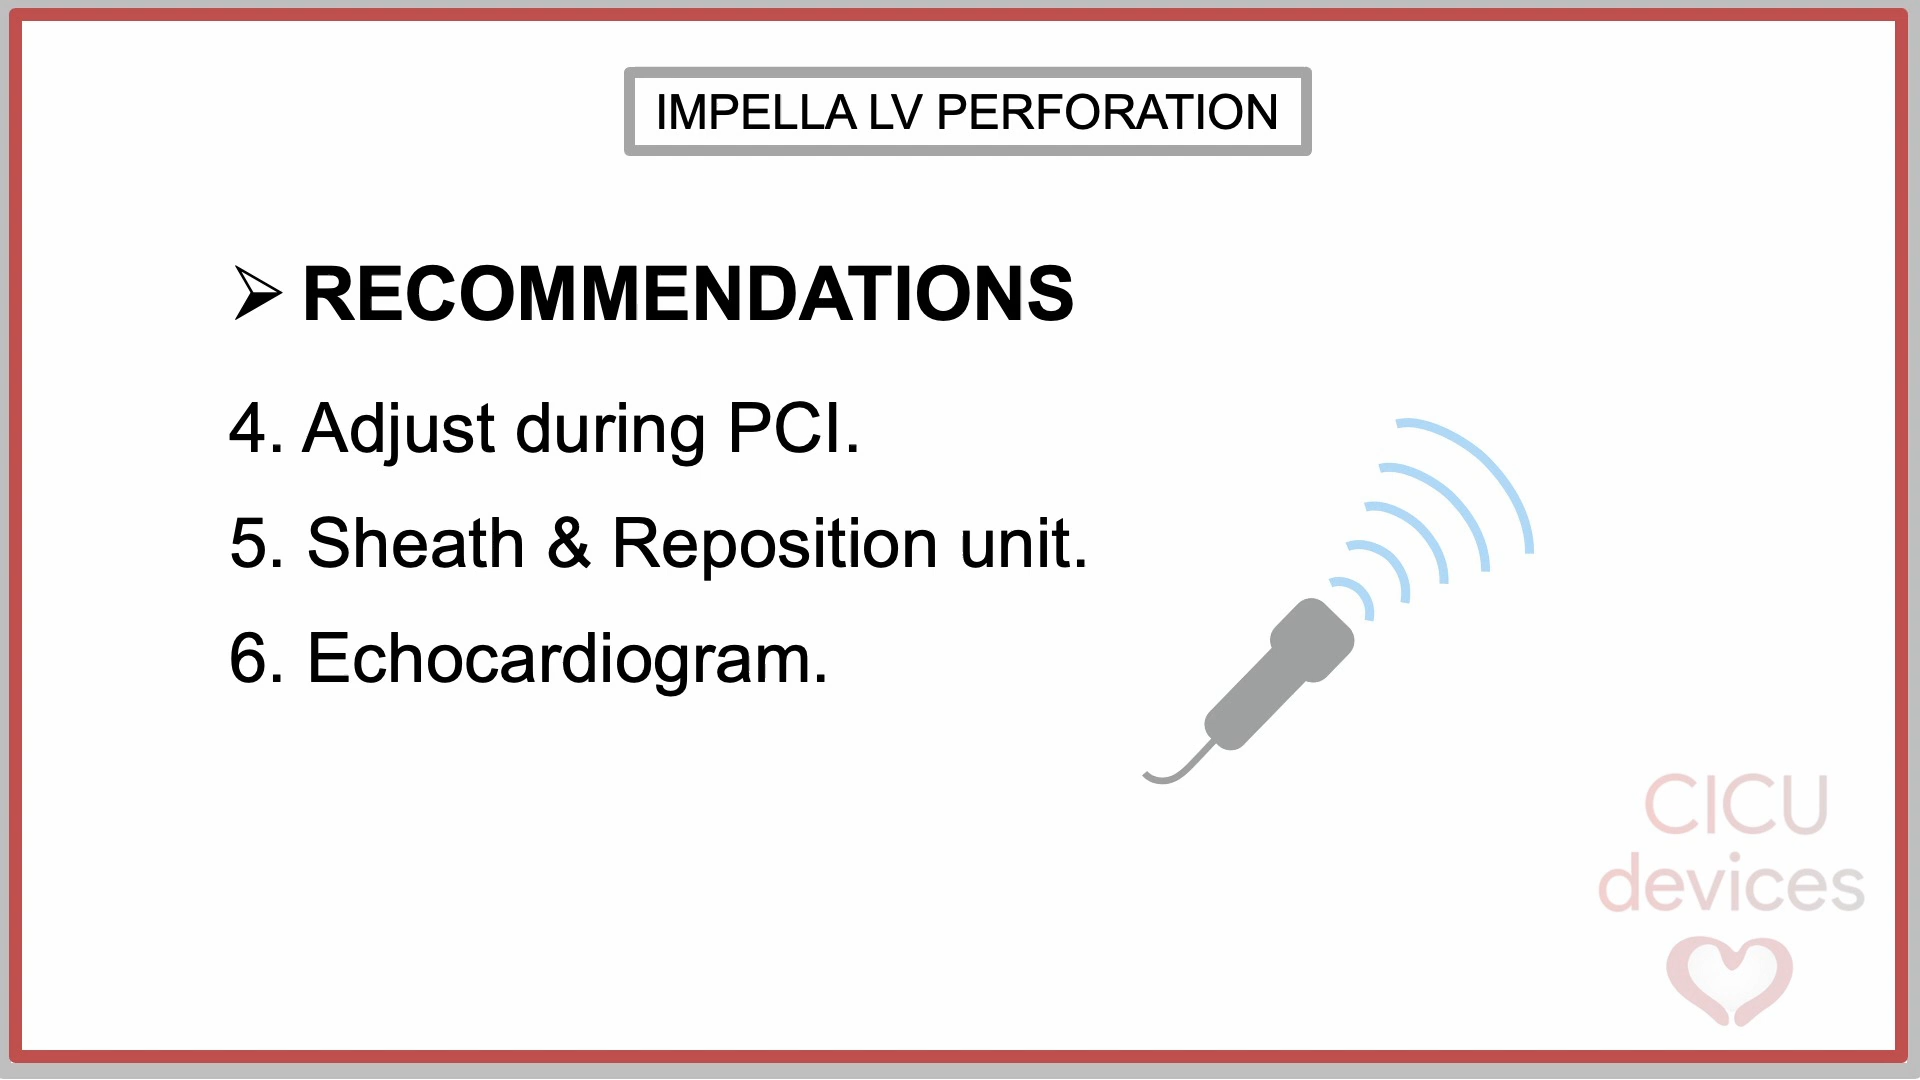 IMPELLA LV PERFORATION
➢ RECOMMENDATIONS
4. Adjust during PCI.
5. Sheath & Reposition unit.
6. Echocardiogram.
CICU
devices